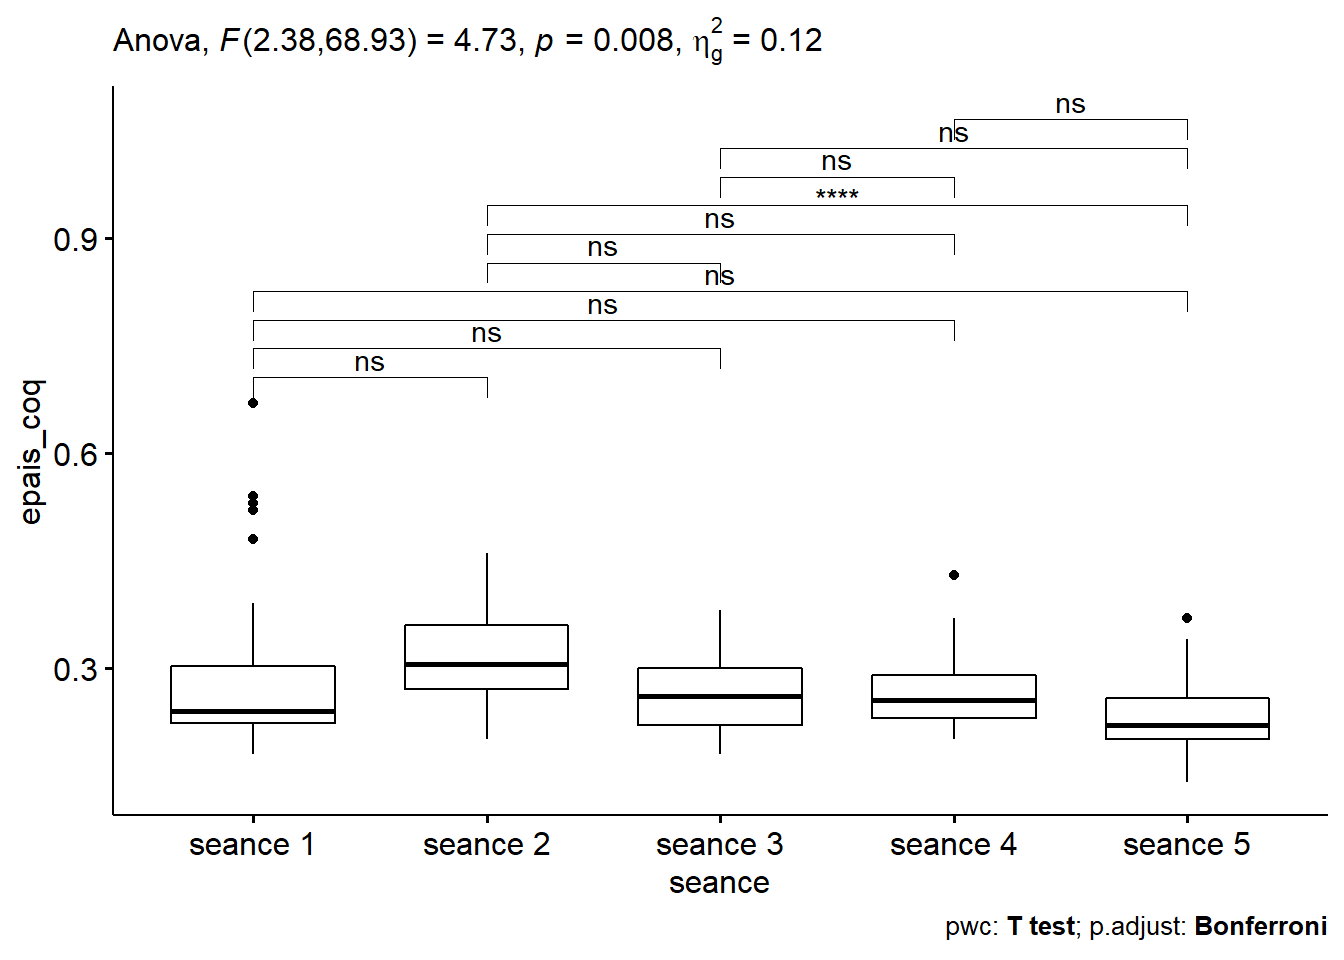 Anova, F(2.38,68.93) = 4.73, p = 0.008, η²g = 0.12
ns
ns
ns
****
ns
ns
ns
ns
ns
ns
0.9
0.6
0.3
epais_coq
seance 1 seance 2 seance 3 seance 4 seance 5
seance
pwc: T test; p.adjust: Bonferroni